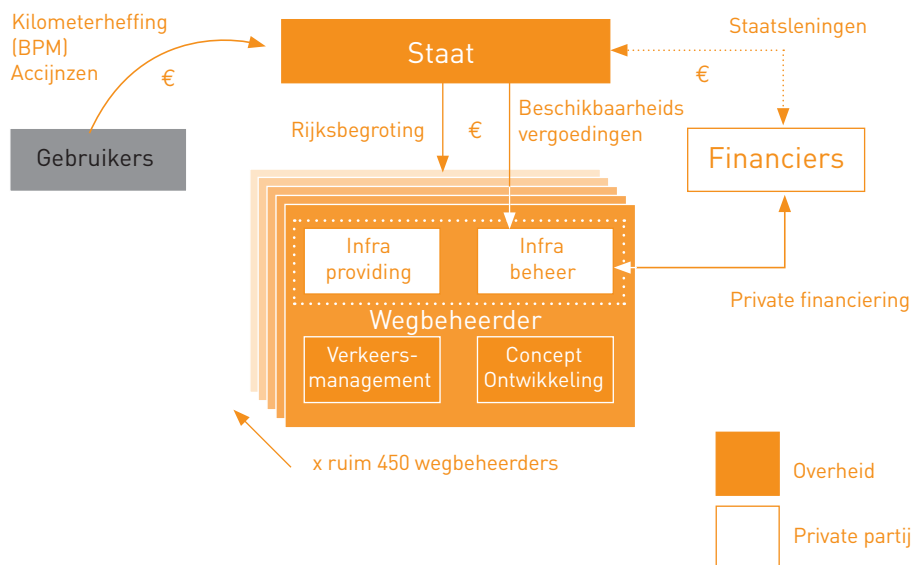 Kilometerheffing
(BPM)
Accijnzen
€
Staat
Staatsleningen
€
Gebruikers
Rijksbegroting
€
Beschikbaarheids
vergoedingen
Financiers
Infra
providing
Infra
beheer
Private financiering
Wegbeheerder
Verkeers-
management
Concept
Ontwikkeling
x ruim 450 wegbeheerders
Overheid
Private partij